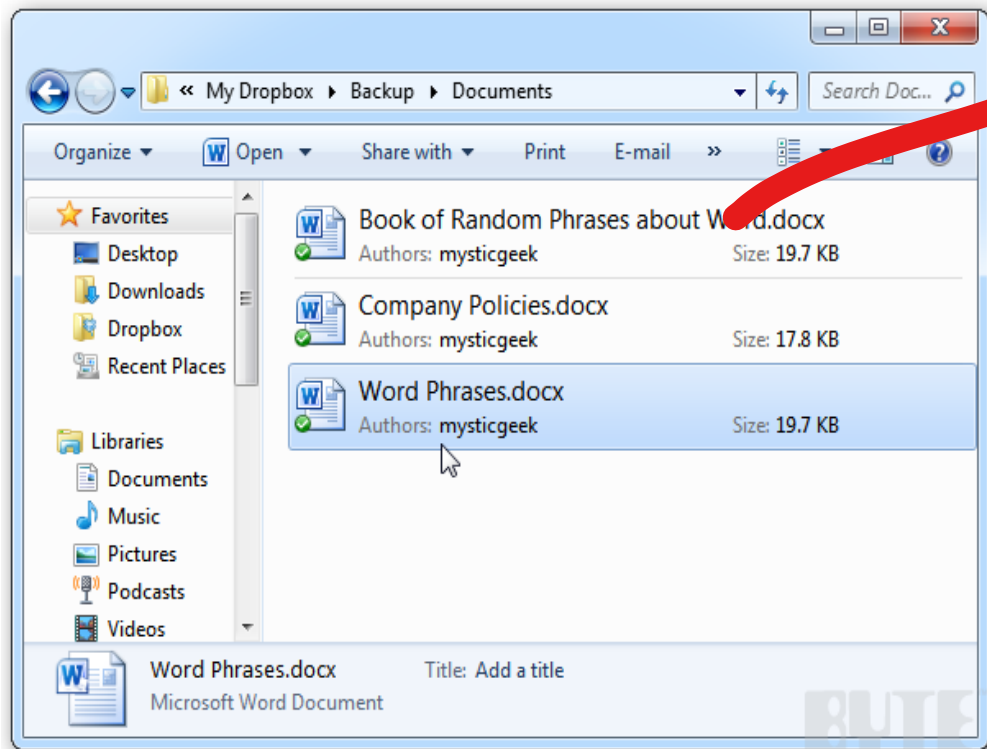 « My Dropbox Backup Documents
Search Doc...
Organize Open Share with Print E-mail »
Favorites
Desktop
Downloads
Dropbox
Recent Places
Libraries
Documents
Music
Pictures
Podcasts
Videos
Book of Random Phrases about .docx
Authors: mysticgeek Size: 19.7 KB
Company Policies.docx
Authors: mysticgeek Size: 17.8 KB
Word Phrases.docx
Authors: mysticgeek Size: 19.7 KB
Word Phrases.docx Title: Add a title
Microsoft Word Document
BYTE